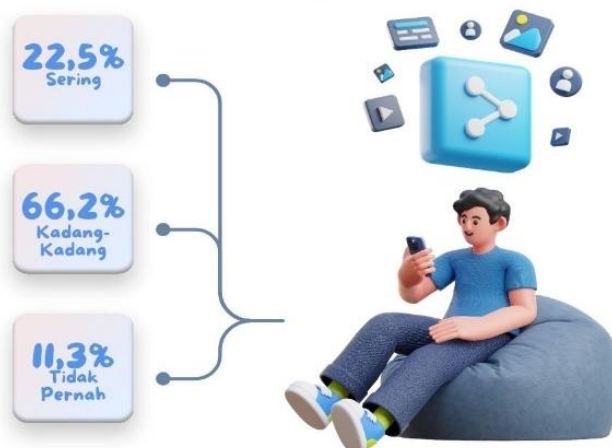 22,5%
Sering
66,2%
Kadang-
Kadang
11,3%
Tidak
Pernah